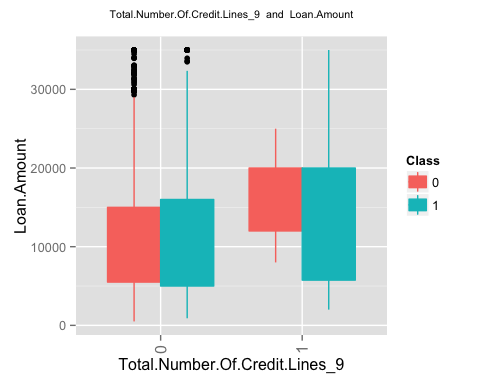 Total.Number.Of.Credit.Lines_9 and Loan.Amount
Loan.Amount
30000
20000
10000
0
0
1
Total.Number.Of.Credit.Lines_9
Class
0
1